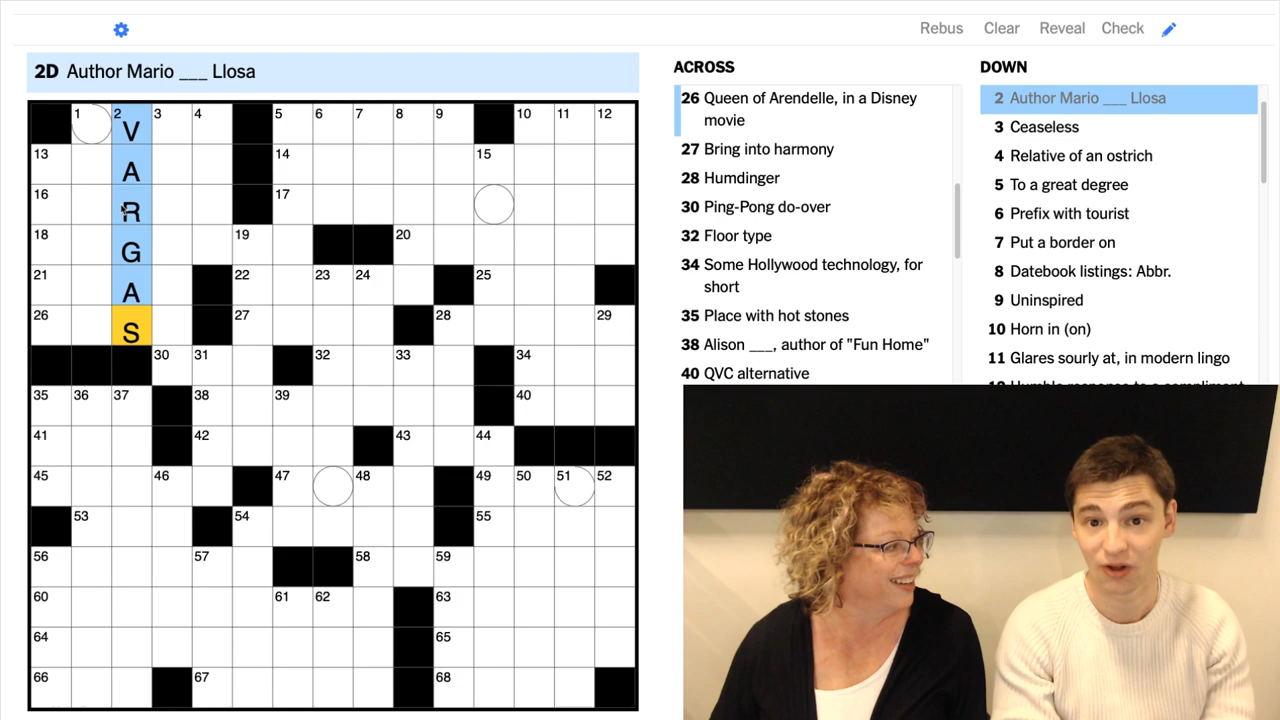 Rebus Clear Reveal Check
2D Author Mario ___ Llosa
1 2 3 4 5 6 7 8 9 10 11 12
V
13 14 15
A
16 17
R
18 19 20
G
21 22 23 24 25
A
26 27 28 29
S
30 31 32 33 34
35 36 37 38 39 40
41 42 43 44
45 46 47 48 49 50 51 52
53 54 55
56 57 58 59
60 61 62 63
64 65
66 67 68
ACROSS
26 Queen of Arendelle, in a Disney
movie
27 Bring into harmony
28 Humdinger
30 Ping-Pong do-over
32 Floor type
34 Some Hollywood technology, for
short
35 Place with hot stones
38 Alison ___, author of "Fun Home"
40 QVC alternative
DOWN
2 Author Mario ___ Llosa
3 Ceaseless
4 Relative of an ostrich
5 To a great degree
6 Prefix with tourist
7 Put a border on
8 Datebook listings: Abbr.
9 Uninspired
10 Horn in (on)
11 Glares sourly at, in modern lingo
12 Humble response to a compliment